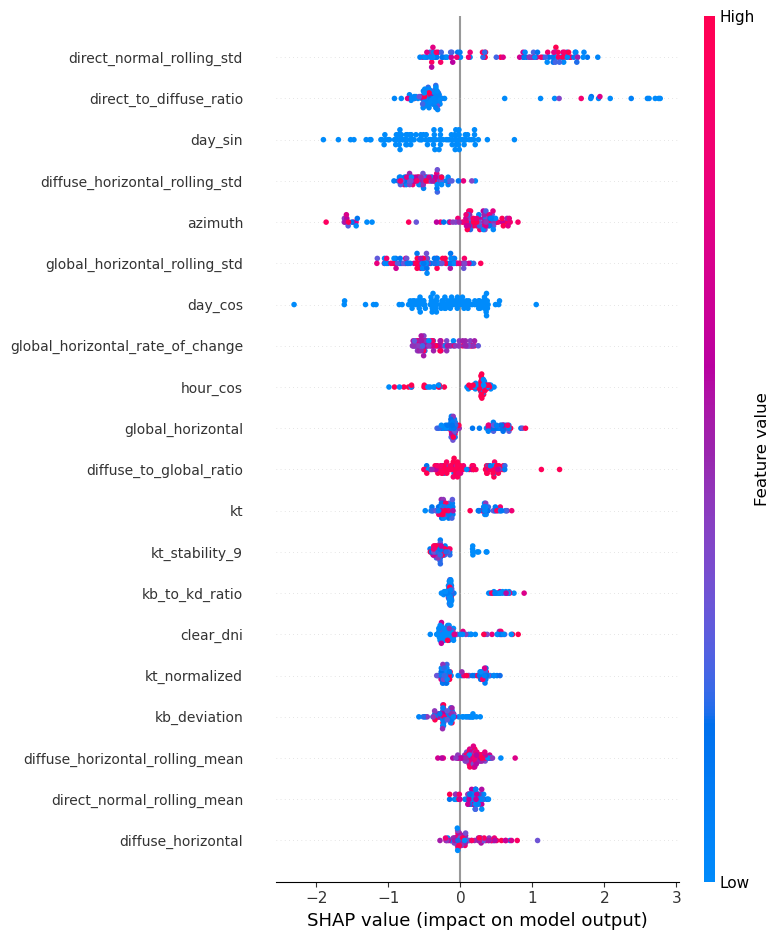 High
direct_normal_rolling_std
direct_to_diffuse_ratio
day_sin
diffuse_horizontal_rolling_std
azimuth
global_horizontal_rolling_std
day_cos
global_horizontal_rate_of_change
hour_cos
global_horizontal
diffuse_to_global_ratio
kt
kt_stability_9
kb_to_kd_ratio
clear_dni
kt_normalized
kb_deviation
diffuse_horizontal_rolling_mean
direct_normal_rolling_mean
diffuse_horizontal
Feature value
Low
−2 −1 0 1 2 3
SHAP value (impact on model output)